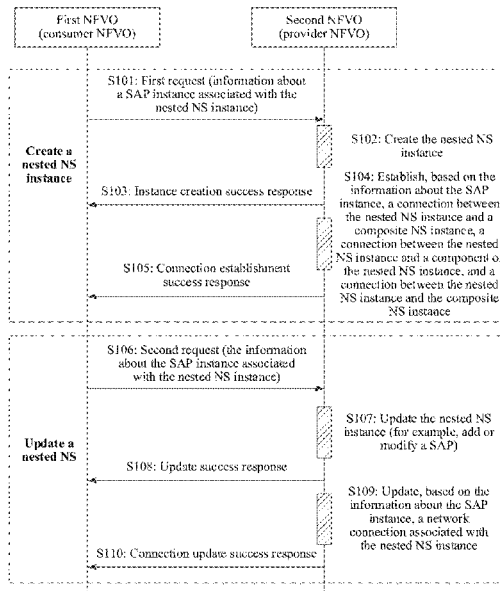 First NFVO
(consumer NFVO)
Second NFVO
(provider NFVO)
S101: First request (information about
a SAP instance associated with the
nested NS instance)
S102: Create the nested NS
instance
Create a
nested NS
instance
S103: Instance creation success response
S104: Establish, based on the
information about the SAP
instance, a connection between
the nested NS instance and a
composite NS instance, a
connection between the nested
NS instance and a component of
the nested NS instance, and a
connection between the nested
NS instance and the composite
NS instance
S105: Connection establishment
success response
S106: Second request (the information
about the SAP instance associated
with the nested NS instance)
Update a
nested NS
S107: Update the nested NS
instance (for example, add or
modify a SAP)
S108: Update success response
S109: Update, based on the
information about the SAP
instance, a network
connection associated with
the nested NS instance
S110: Connection update success response